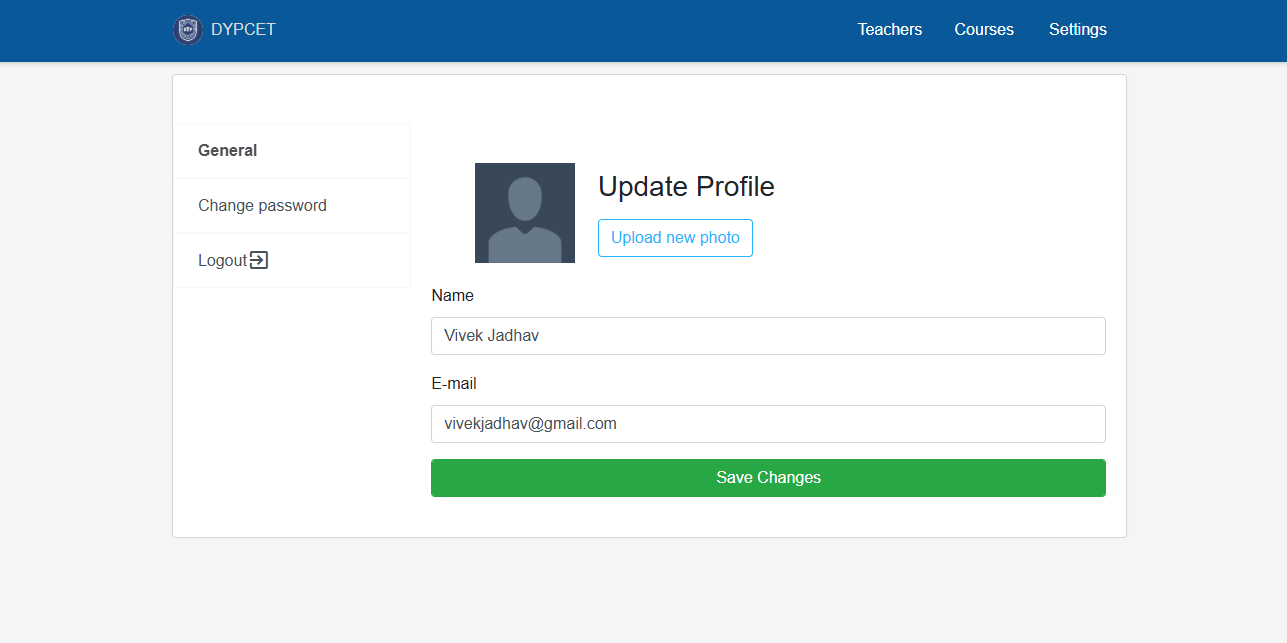 DYPCET
Teachers Courses Settings
General
Change password
Logout
Update Profile
Upload new photo
Name
Vivek Jadhav
E-mail
vivekjadhav@gmail.com
Save Changes